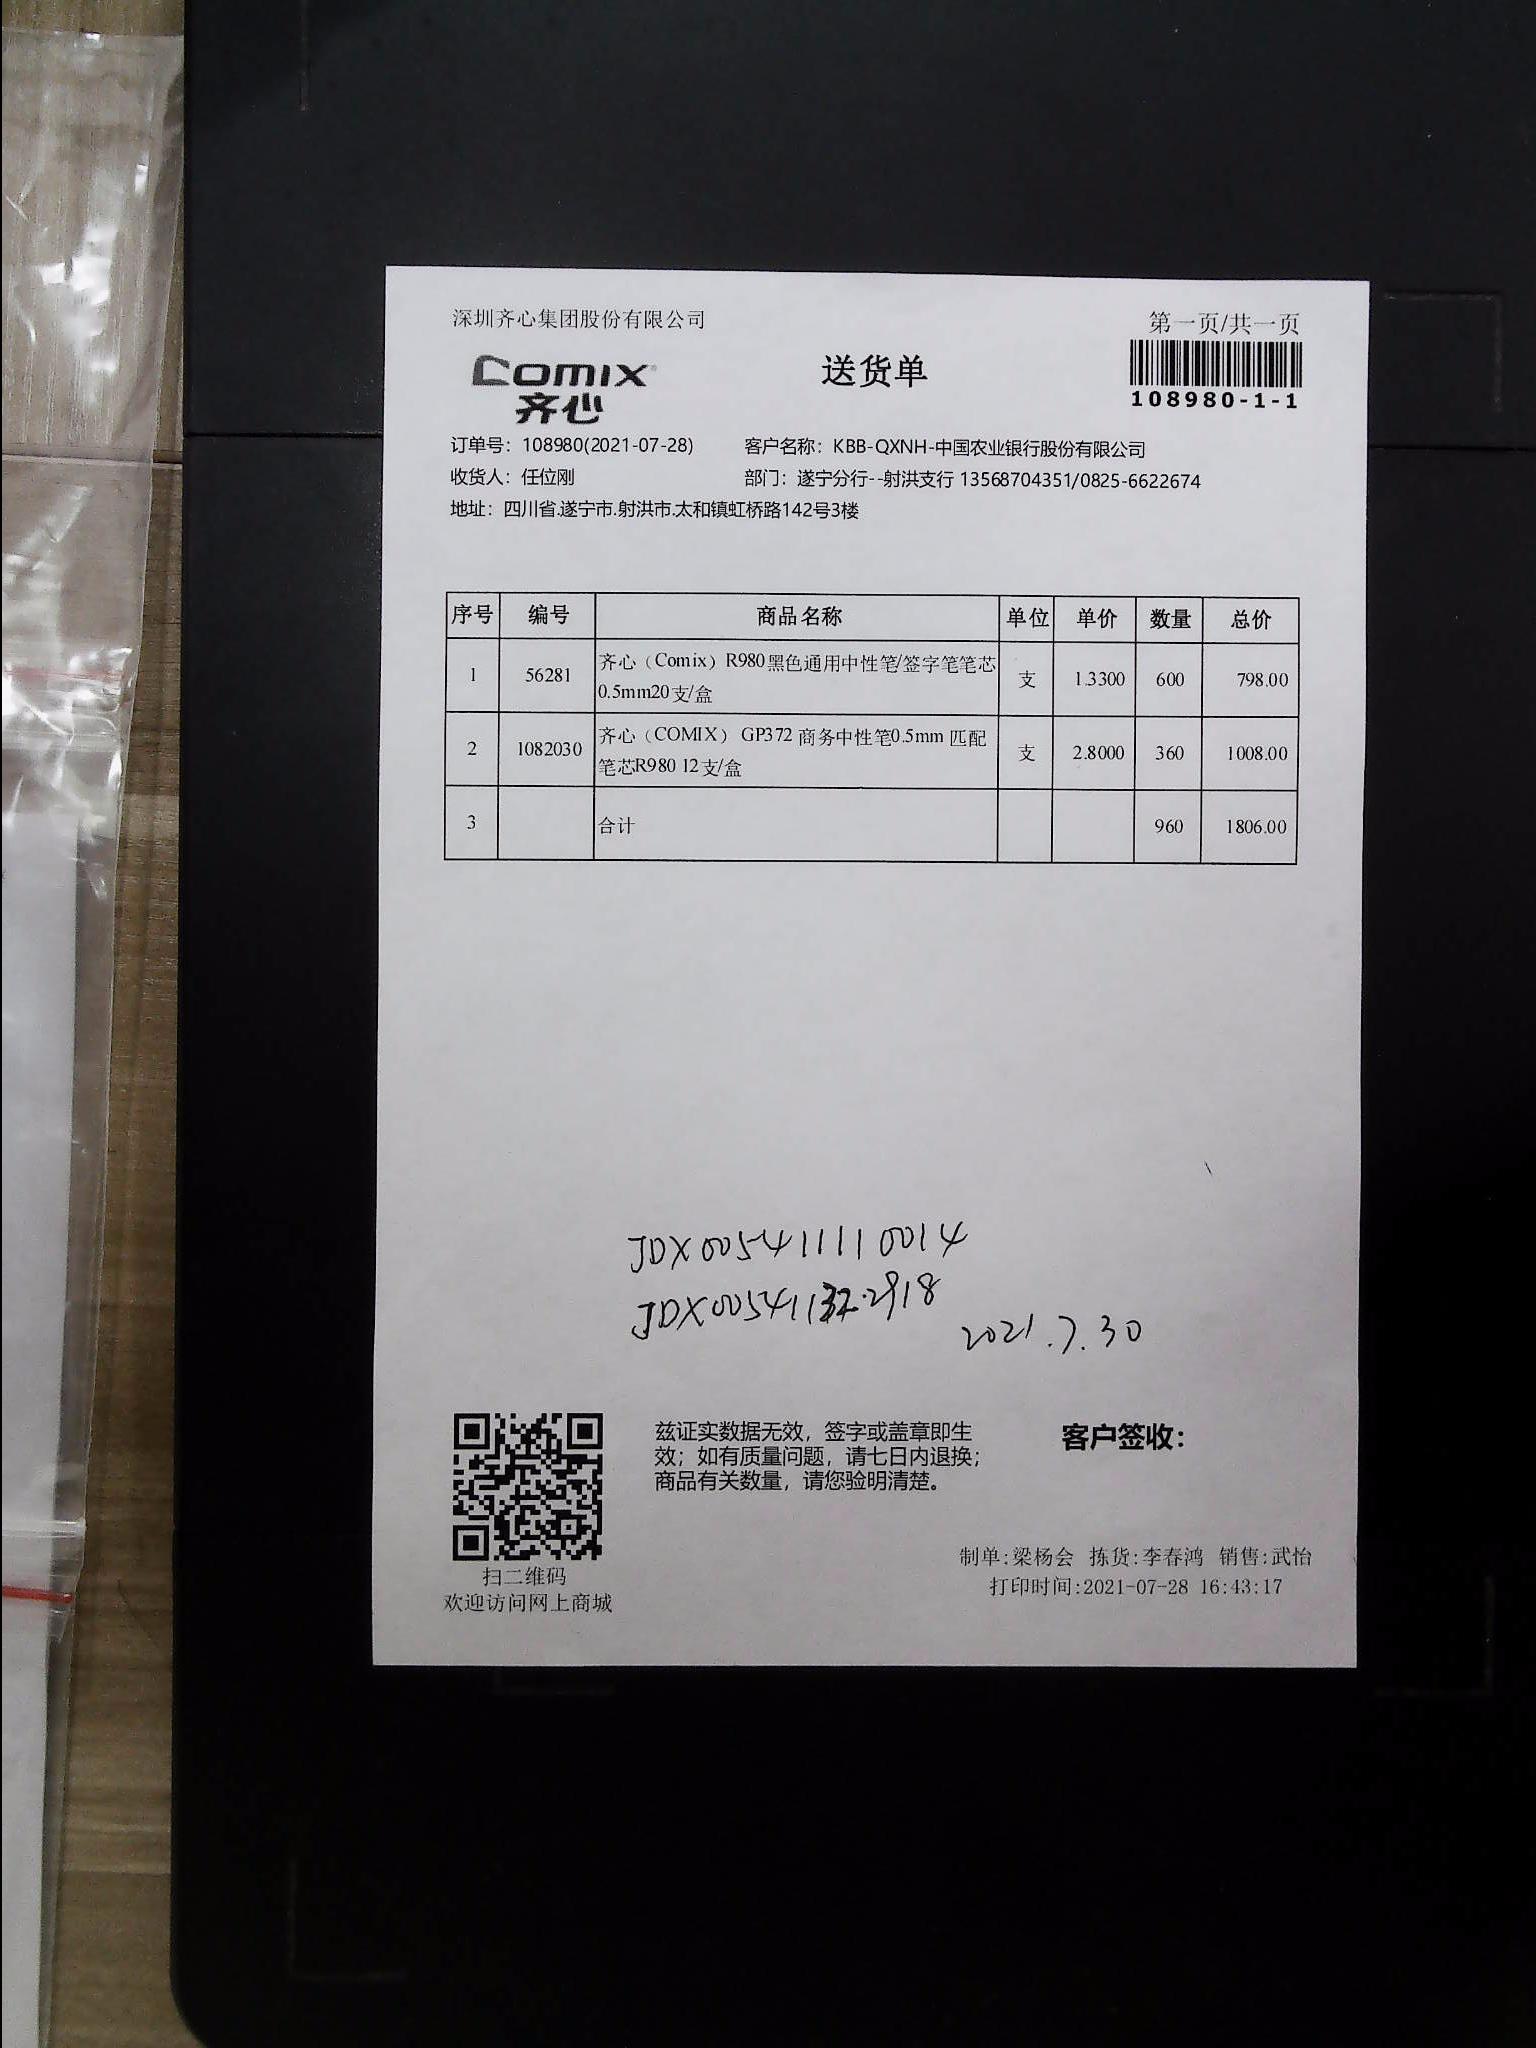 深圳齐心集团股份有限公司
第一页/共一页
comix
齐心
送货单
108980-1-1
订单号：108980(2021-07-28) 客户名称：KBB-QXNH-中国农业银行股份有限公司
收货人：任位刚 部门：遂宁分行--射洪支行 13568704351/0825-6622674
地址：四川省.遂宁市.射洪市.太和镇虹桥路142号3楼
序号 编号 商品名称 单位 单价 数量 总价
1 56281 齐心（Comix）R980黑色通用中性笔/签字笔笔芯 支 1.3300 600 798.00
0.5mm20支/盒
2 1082030 齐心（COMIX） GP372 商务中性笔0.5mm 匹配 支 2.8000 360 1008.00
笔芯R980 12支/盒
3 合计 960 1806.00
JDX005411110014
2021.7.30
兹证实数据无效，签字或盖章即生
效；如有质量问题，请七日内退换；
商品有关数量，请您验明清楚。
客户签收：
制单:梁杨会 拣货:李春鸿 销售:武怡
打印时间:2021-07-28 16:43:17
扫二维码
欢迎访问网上商城